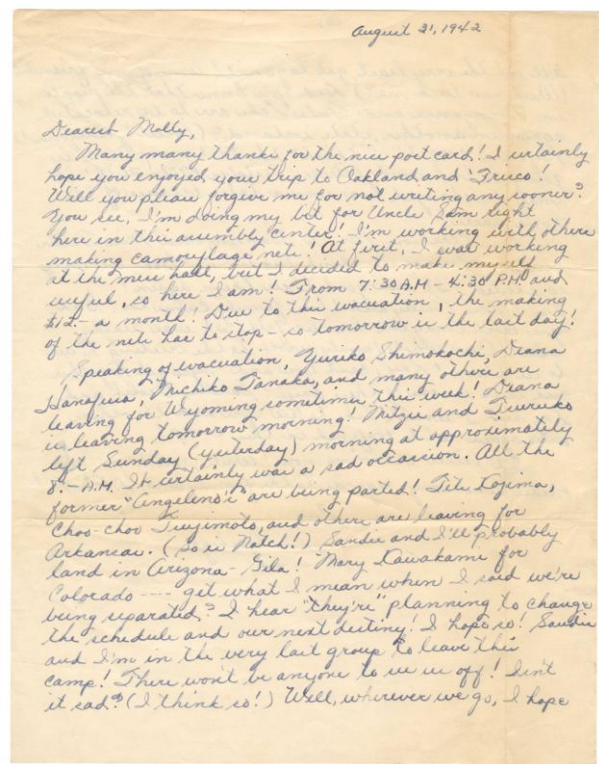 August 31, 1942
Dearest Molly,
Many many thanks for the nice post card! I certainly
hope you enjoyed your trip to Oakland and 'Frisco!
Will you please forgive me for not writing any sooner?
You see, I'm doing my bit for Uncle Sam right
here in this assembly center! I'm working with others
making camouflage nets! At first, I was working
at the mess hall, but I decided to make myself
useful, so here I am! From 7:30 A.M - 4:30 P.M. and
$12.- a month! Due to this evacuation, the making
of the nets has to stop - so tomorrow is the last day!
Speaking of evacuation, Yuriko Shimokochi, Diana
Hanafusa, Michiko Tanaka, and many others are
leaving for Wyoming sometime this week! Diana
is leaving tomorrow morning! Mitzie and Tsuruko
left Sunday (yesterday) morning at approximately
8.- A.M. It certainly was a sad occassion. All the
former "Angeleno's" are being parted! Kojima,
Choo-choo Tsujimoto, and others are leaving for
Arkansas. (So is Match!) Sandie and I'll probably
land in Arizona - Gila! Mary Kawakami for
Colorado ---- get what I mean when I said we're
being separated? I hear "they're" planning to change
the schedule and our next destiny! I hope so! Sandie
and I'm in the very last group to leave this
camp! There won't be anyone to see us off! Isn't
it sad? (I think so!) Well, wherever we go, I hope